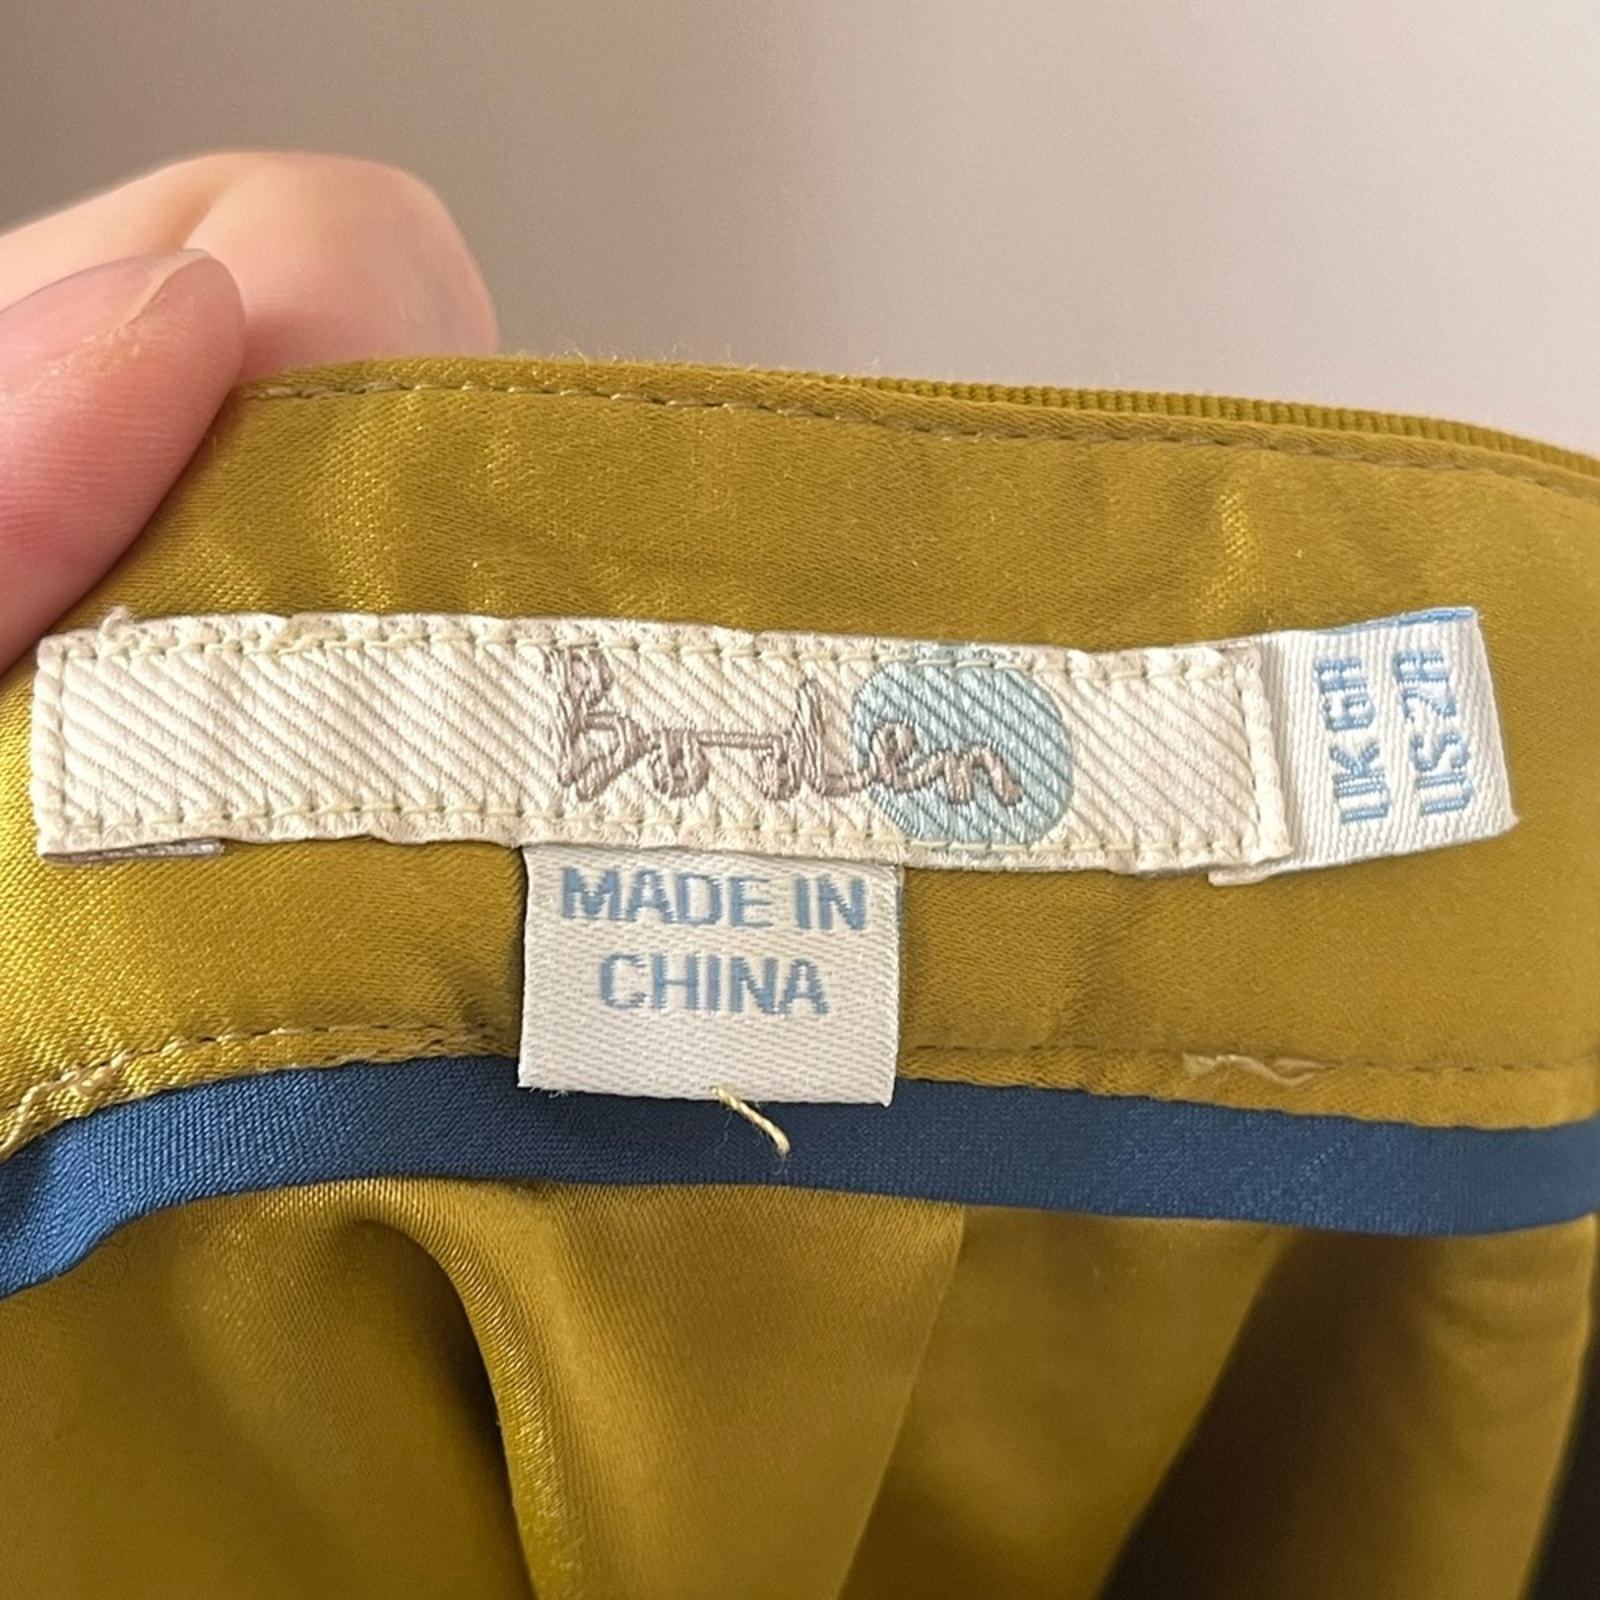 Boden
UK 6R
US 2R
MADE IN
CHINA